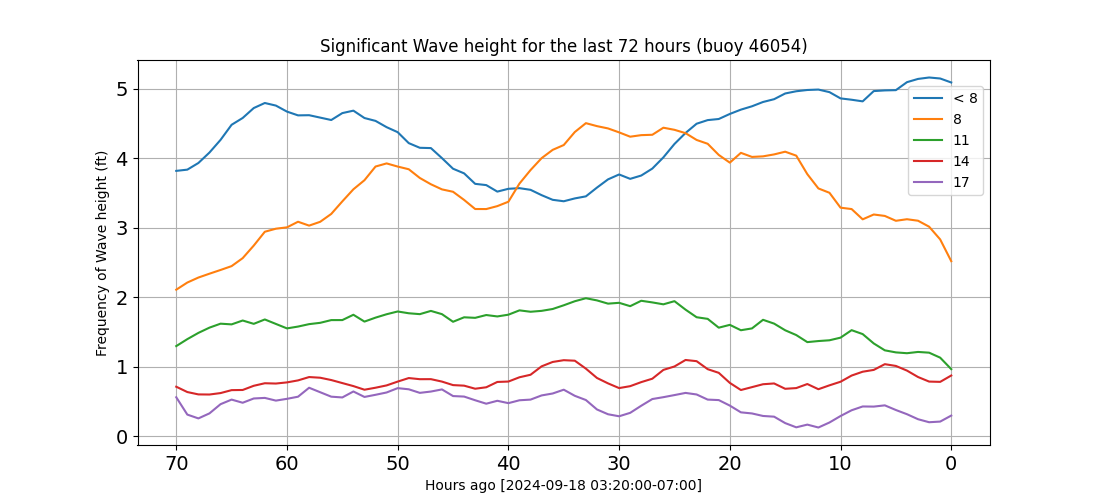 Significant Wave height for the last 72 hours (buoy 46054)
Frequency of Wave height (ft)
5
4
3
2
1
0
< 8
8
11
14
17
70 60 50 40 30 20 10 0
Hours ago [2024-09-18 03:20:00-07:00]